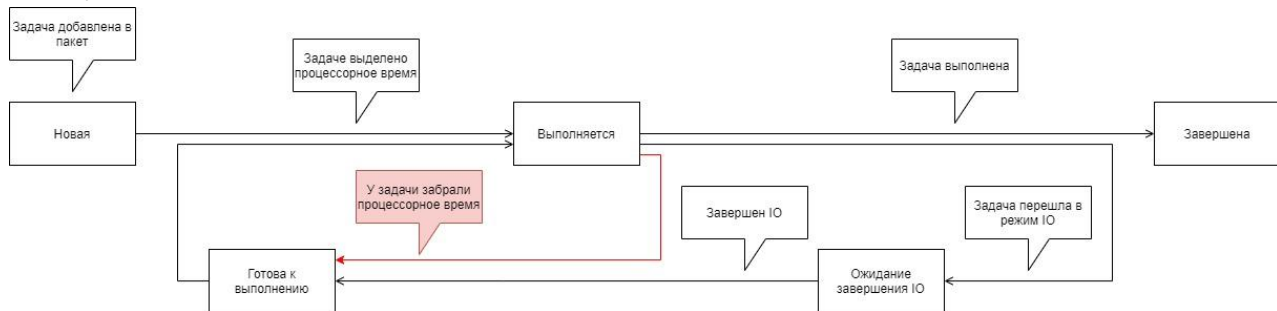 Задача добавлена в
пакет
Задаче выделено
процессорное время
Задача выполнена
Новая
Выполняется
Завершена
У задачи забрали
процессорное время
Завершен IO
Задача перешла в
режим IO
Готова к
выполнению
Ожидание
завершения IO